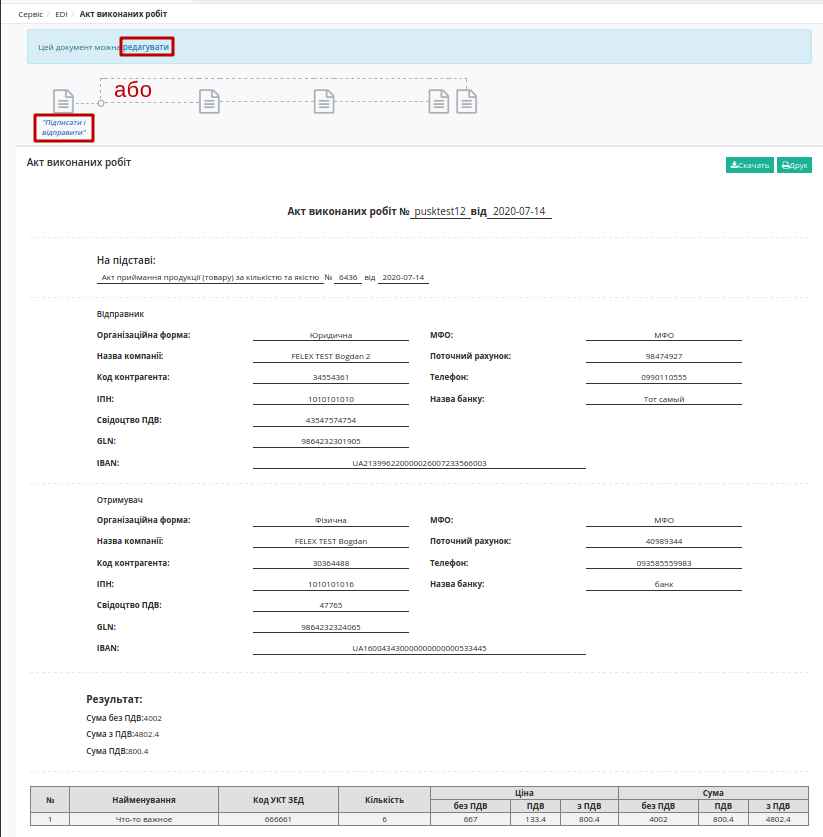 Сервіс / EDI / Акт виконаних робіт
Цей документ можна редагувати
або
"Підписати і
відправити"
Акт виконаних робіт
Скачать Друк
Акт виконаних робіт № pusktest12 від 2020-07-14
На підставі:
Акт приймання продукції (товару) за кількістю та якістю № 6436 від 2020-07-14
Відправник
Організаційна форма: Юридична МФО: МФО
Назва компанії: FELEX TEST Bogdan 2 Поточний рахунок: 98474927
Код контрагента: 34554361 Телефон: 0990110555
ІПН: 1010101010 Назва банку: Тот самый
Свідоцтво ПДВ: 43547574754
GLN: 9864232301905
IBAN: UA213996220000026007233566003
Отримувач
Організаційна форма: Фізична МФО: МФО
Назва компанії: FELEX TEST Bogdan Поточний рахунок: 40989344
Код контрагента: 30364488 Телефон: 093585559983
ІПН: 1010101016 Назва банку: банк
Свідоцтво ПДВ: 47765
GLN: 9864232324065
IBAN: UA160043430000000000000533445
Результат:
Сума без ПДВ:4002
Сума з ПДВ:4802.4
Сума ПДВ:800.4
№ Найменування Код УКТ ЗЕД Кількість Ціна Сума
без ПДВ ПДВ з ПДВ без ПДВ ПДВ з ПДВ
1 Что-то важное 666661 6 667 133.4 800.4 4002 800.4 4802.4